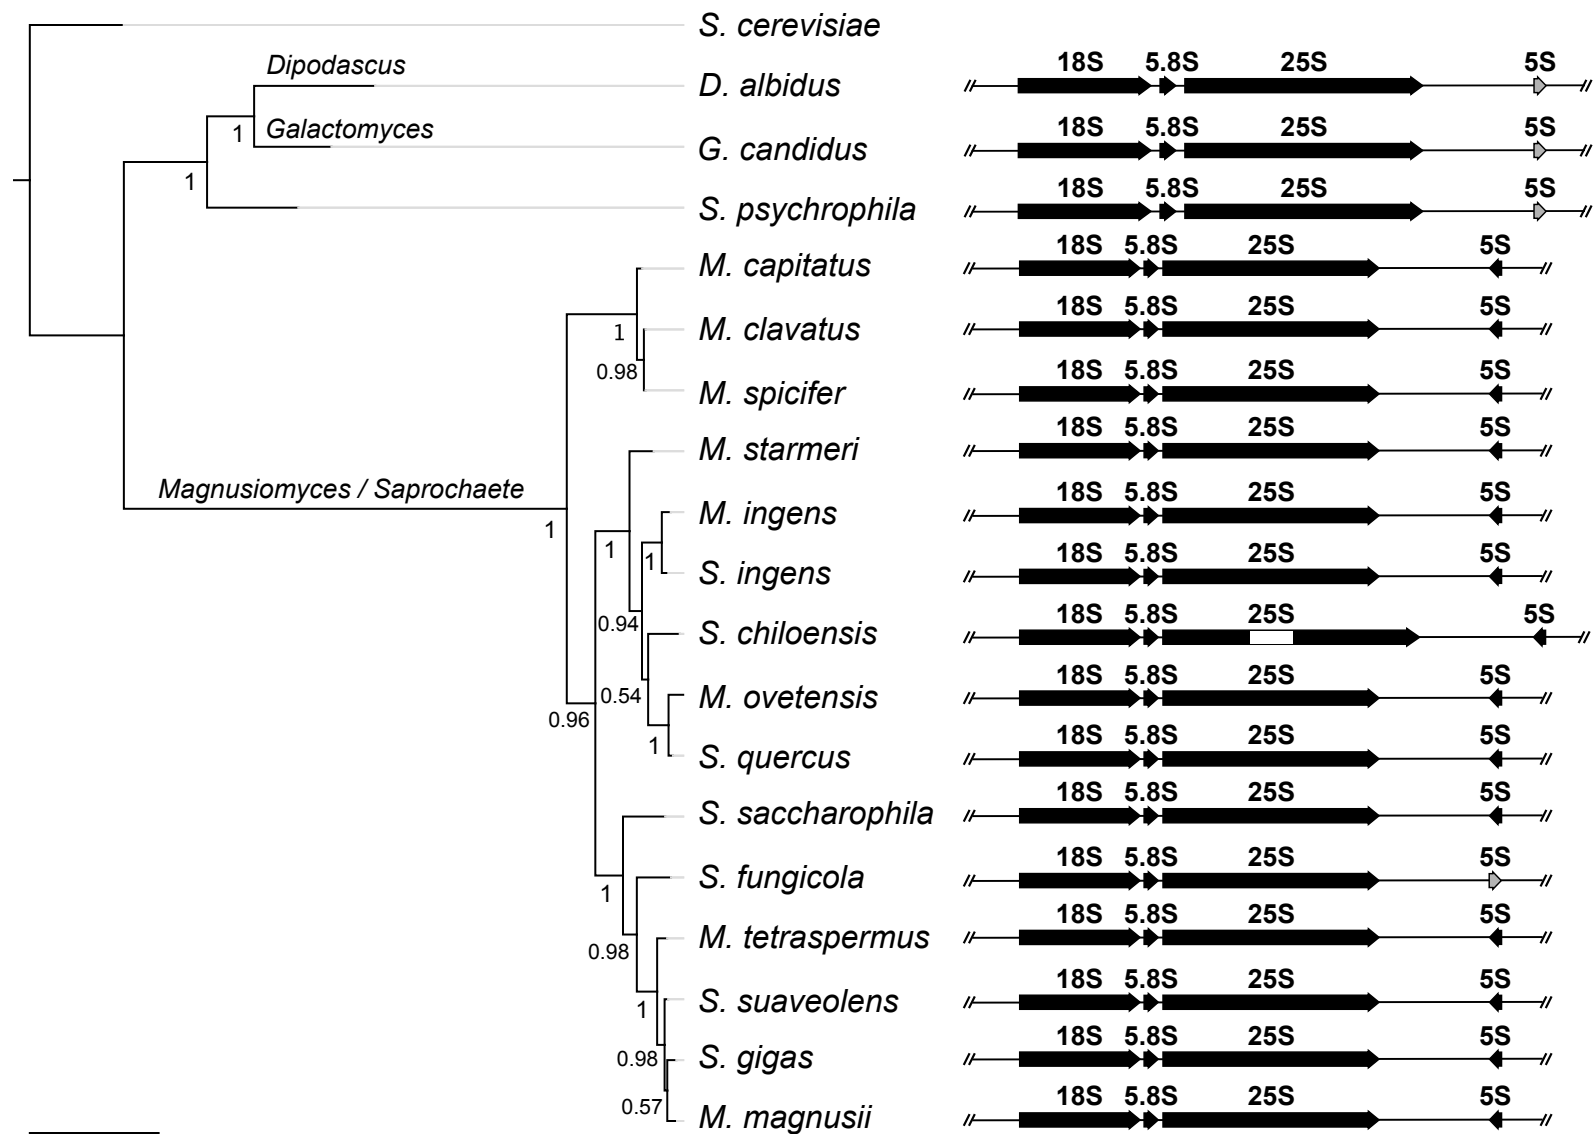 S. cerevisiae
Dipodascus
18S 5.8S 25S 5S
D. albidus
Galactomyces
1
18S 5.8S 25S 5S
G. candidus
1
18S 5.8S 25S 5S
S. psychrophila
18S 5.8S 25S 5S
M. capitatus
18S 5.8S 25S 5S
1
M. clavatus
0.98
18S 5.8S 25S 5S
M. spicifer
18S 5.8S 25S 5S
M. starmeri
Magnusiomyces / Saprochaete
18S 5.8S 25S 5S
M. ingens
1
1
1
18S 5.8S 25S 5S
S. ingens
0.94
18S 5.8S 25S 5S
S. chiloensis
18S 5.8S 25S 5S
0.54
M. ovetensis
0.96
1
18S 5.8S 25S 5S
S. quercus
18S 5.8S 25S 5S
S. saccharophila
18S 5.8S 25S 5S
S. fungicola
1
18S 5.8S 25S 5S
M. tetraspermus
0.98
18S 5.8S 25S 5S
S. suaveolens
1
18S 5.8S 25S 5S
0.98
S. gigas
18S 5.8S 25S 5S
0.57
M. magnusii